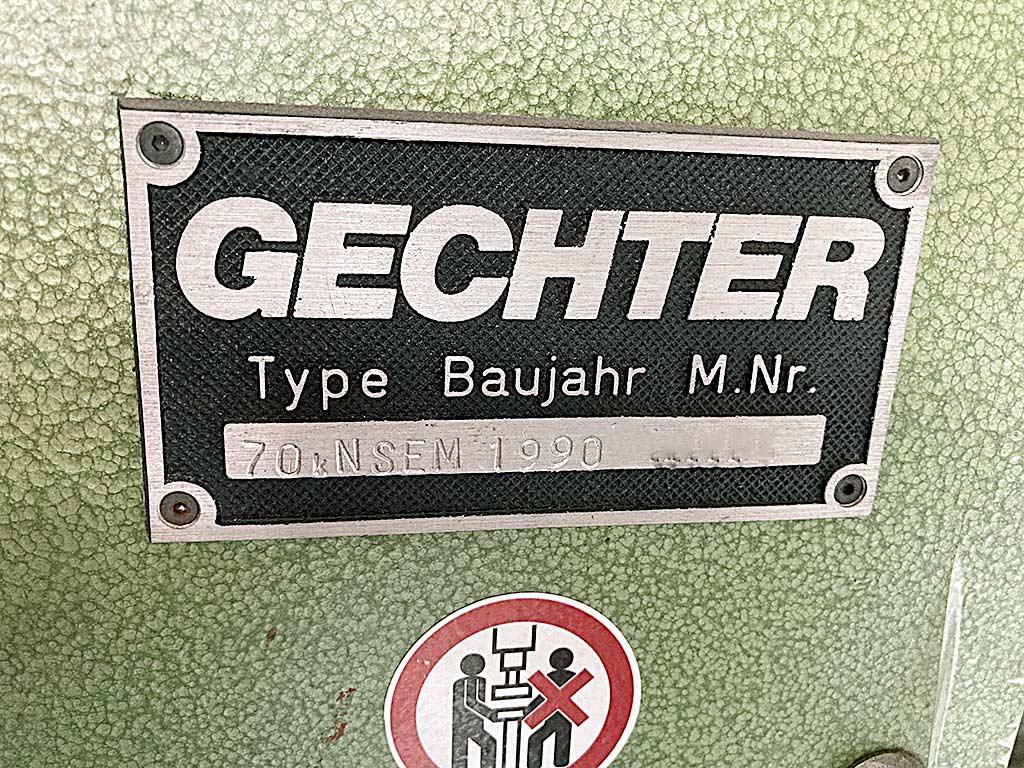 GECHTER
Type Baujahr M.Nr.
70kNSEM 1990